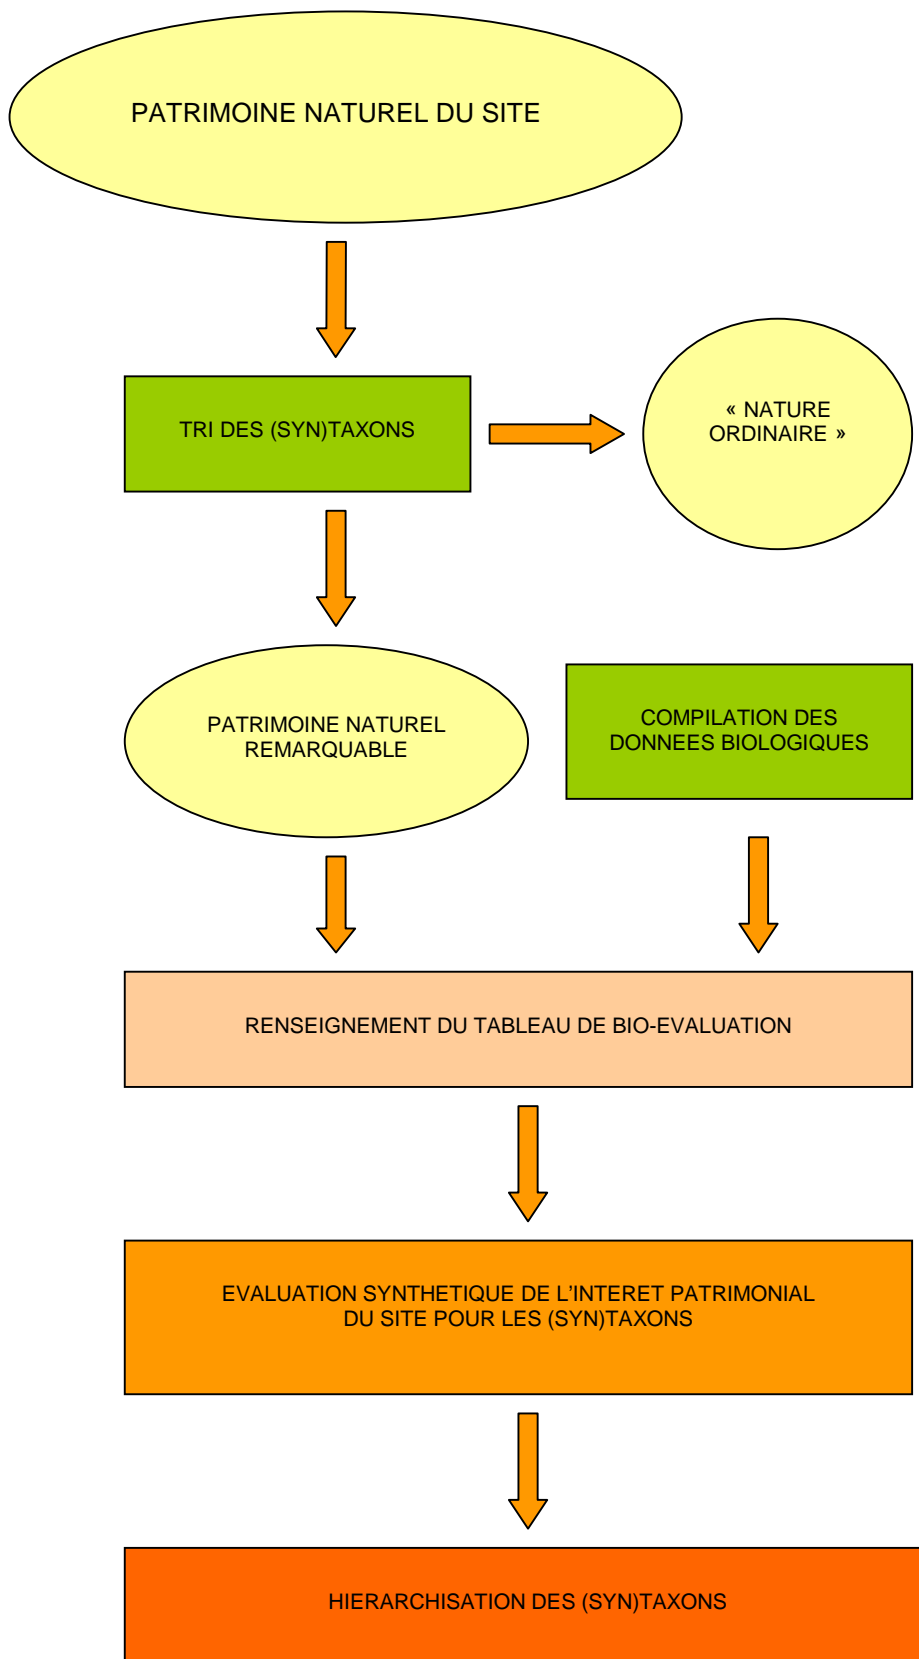 PATRIMOINE NATUREL DU SITE
TRI DES (SYN)TAXONS
« NATURE
ORDINAIRE »
PATRIMOINE NATUREL
REMARQUABLE
COMPILATION DES
DONNEES BIOLOGIQUES
RENSEIGNEMENT DU TABLEAU DE BIO-EVALUATION
EVALUATION SYNTHETIQUE DE L'INTERET PATRIMONIAL
DU SITE POUR LES (SYN)TAXONS
HIERARCHISATION DES (SYN)TAXONS